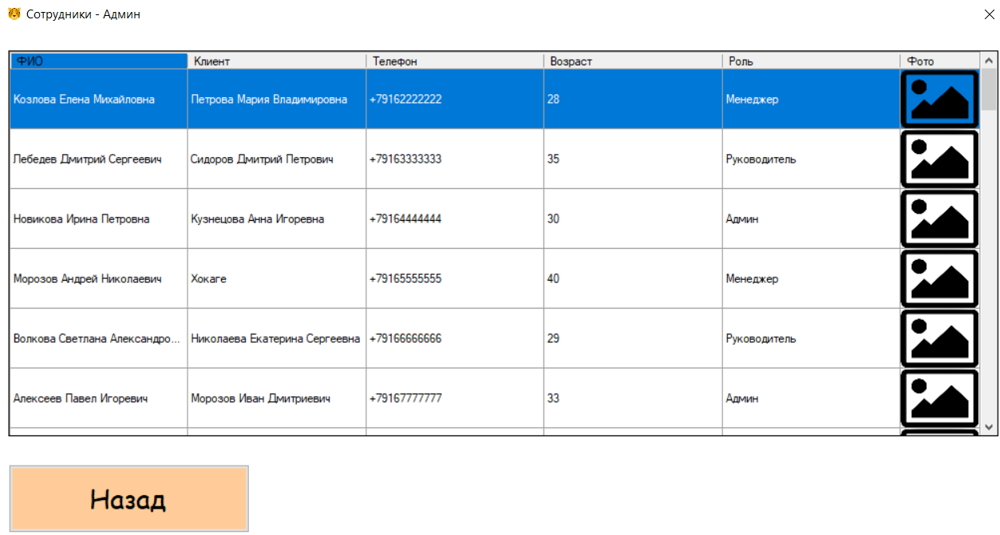 Сотрудники - Админ
ФИО Клиент Телефон Возраст Роль Фото
Козлова Елена Михайловна Петрова Мария Владимировна +79162222222 28 Менеджер
Лебедев Дмитрий Сергеевич Сидоров Дмитрий Петрович +79163333333 35 Руководитель
Новикова Ирина Петровна Кузнецова Анна Игоревна +79164444444 30 Админ
Морозов Андрей Николаевич Хокаге +79165555555 40 Менеджер
Волкова Светлана Александро... Николаева Екатерина Сергеевна +79166666666 29 Руководитель
Алексеев Павел Игоревич Морозов Иван Дмитриевич +79167777777 33 Админ
Назад